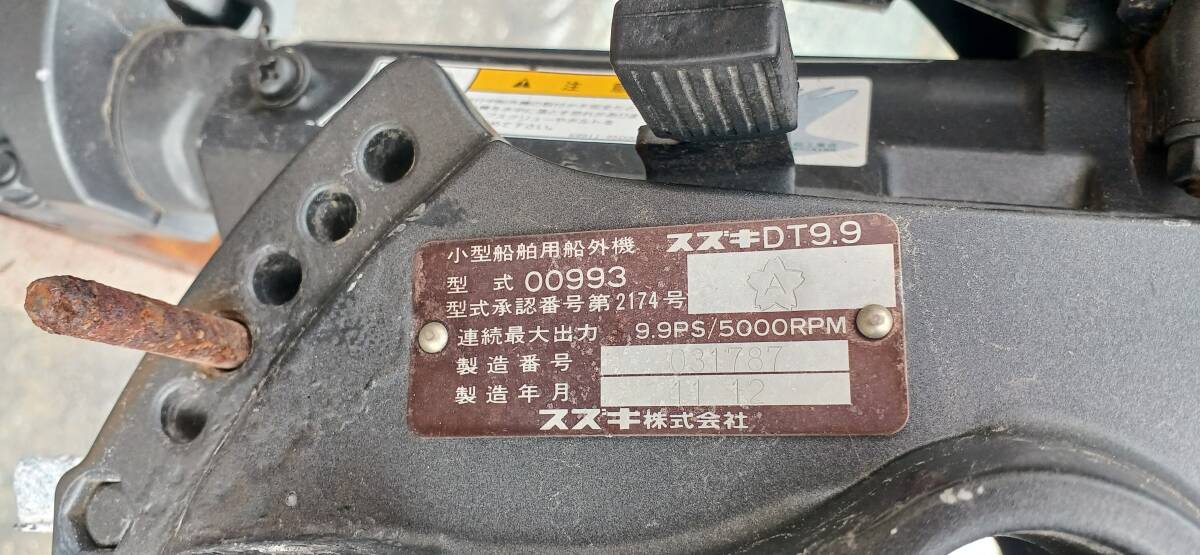 注
小型船舶用船外機 スズキDT9.9
型式 00993
A
型式承認番号第2174号
連続最大出力 9.9PS/5000RPM
製造番号 031787
製造年月 11 12
スズキ株式会社